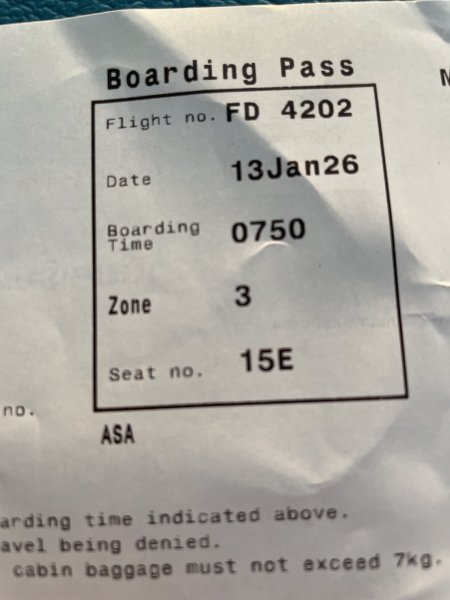 Boarding Pass
Flight no. FD 4202
Date 13Jan26
Boarding Time 0750
Zone 3
Seat no. 15E
no.
ASA
arding time indicated above.
avel being denied.
cabin baggage must not exceed 7kg.